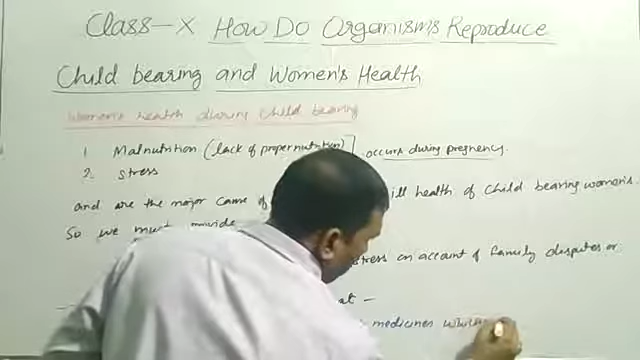 Class-X How Do Organisms Reproduce
Child bearing and Women's Health
Women's health during Child bearing
1. Malnutrition (lack of proper nutrition)] occurs during pregnancy.
2. Stress
and are the major cause of ill health of child bearing women's.
So we must provide
stress on account of family disputes or
at -
medicines which